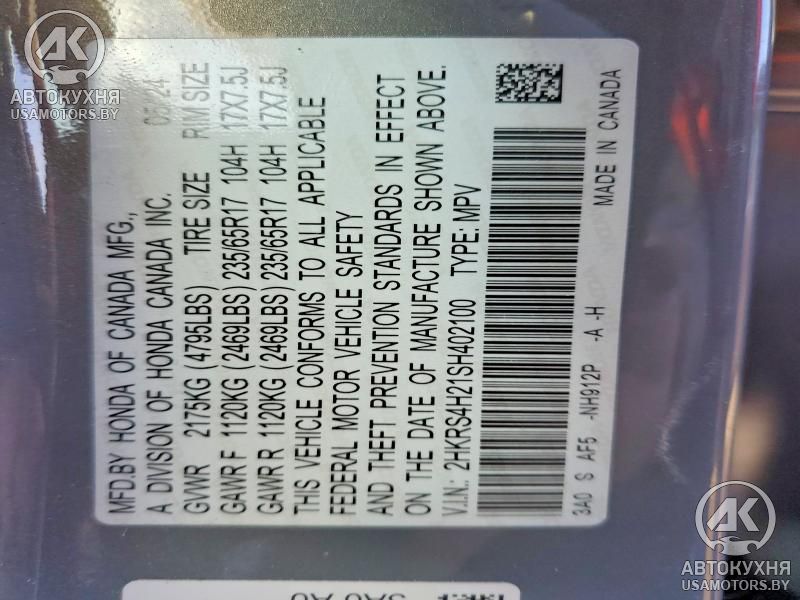 MFD.BY HONDA OF CANADA MFG., 05/24
A DIVISION OF HONDA CANADA INC.
GVWR 2175KG (4795LBS) TIRE SIZE RIM SIZE
GAWR F 1120KG (2469LBS) 235/65R17 104H 17X7.5J
GAWR R 1120KG (2469LBS) 235/65R17 104H 17X7.5J
THIS VEHICLE CONFORMS TO ALL APPLICABLE
FEDERAL MOTOR VEHICLE SAFETY
AND THEFT PREVENTION STANDARDS IN EFFECT
ON THE DATE OF MANUFACTURE SHOWN ABOVE.
V.I.N.: 2HKRS4H21SH402100 TYPE: MPV
3A0 S AF5 -NH912P -A -H MADE IN CANADA
АК
АВТОКУХНЯ
USAMOTORS.BY
АК
АВТОКУХНЯ
USAMOTORS.BY